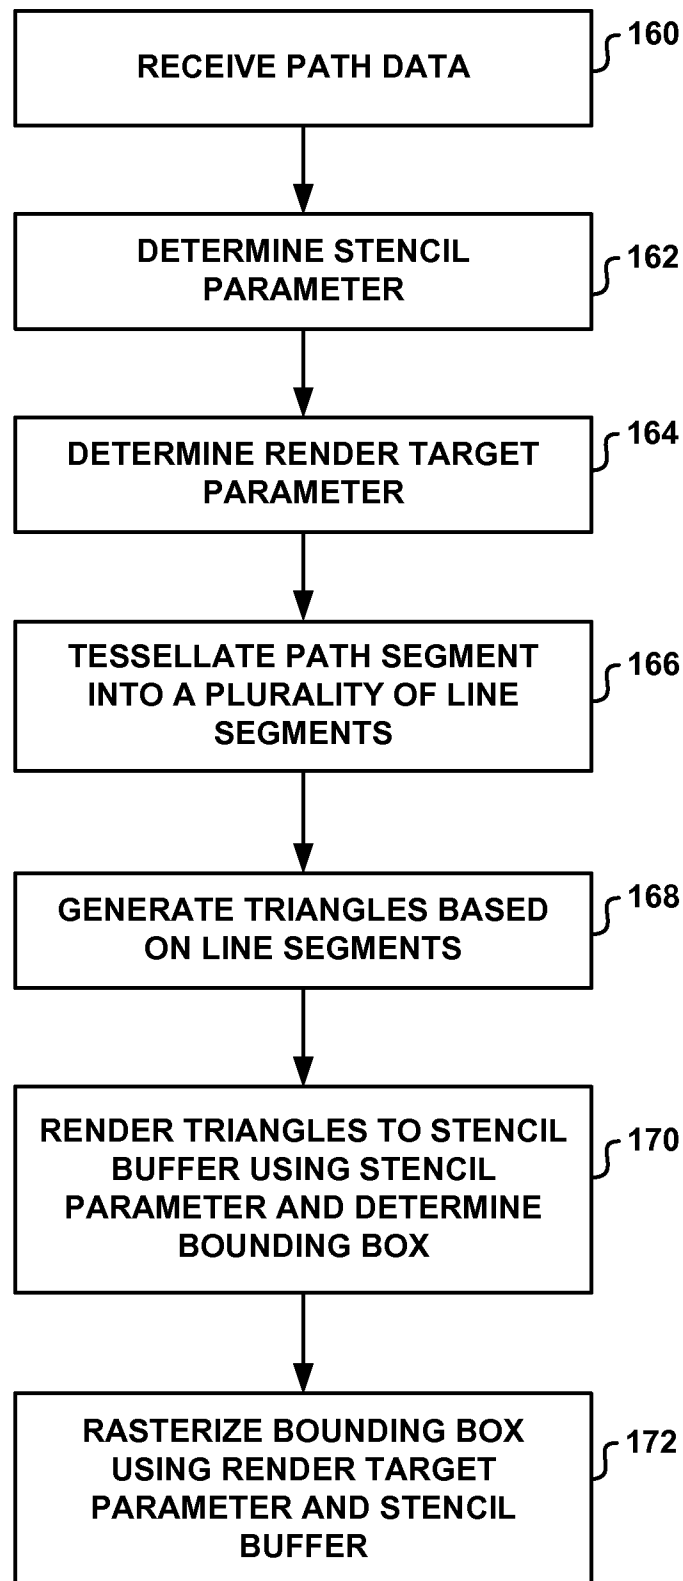 RECEIVE PATH DATA
160
DETERMINE STENCIL
PARAMETER
162
DETERMINE RENDER TARGET
PARAMETER
164
TESSELLATE PATH SEGMENT
INTO A PLURALITY OF LINE
SEGMENTS
166
GENERATE TRIANGLES BASED
ON LINE SEGMENTS
168
RENDER TRIANGLES TO STENCIL
BUFFER USING STENCIL
PARAMETER AND DETERMINE
BOUNDING BOX
170
RASTERIZE BOUNDING BOX
USING RENDER TARGET
PARAMETER AND STENCIL
BUFFER
172